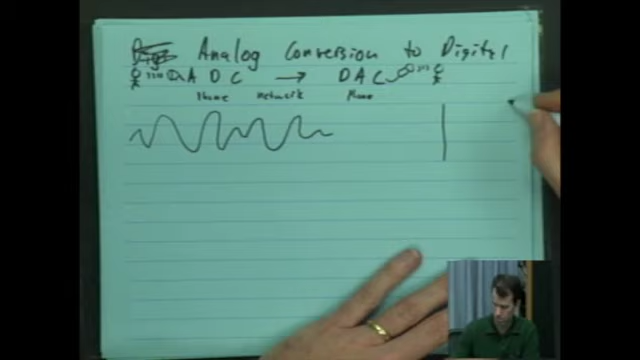 Analog Conversion to Digital
A D C → D A C
Phone network Phone